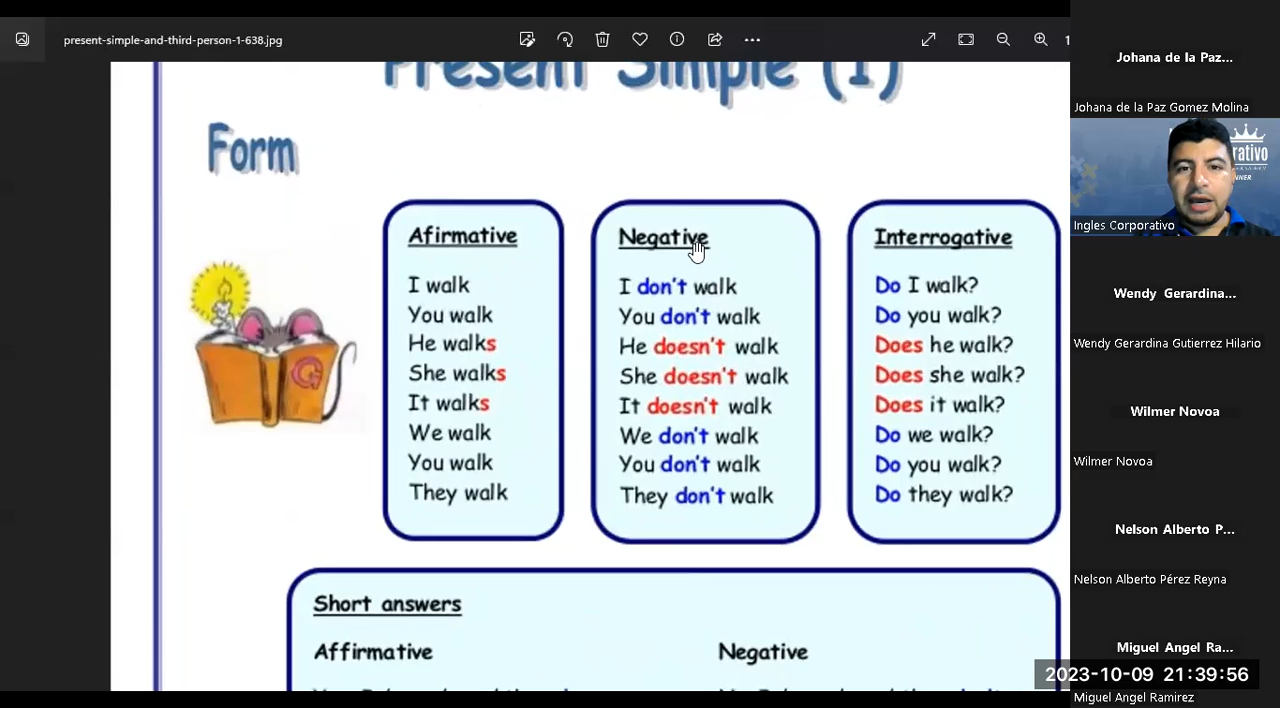 present-simple-and-third-person-1-638.jpg
Present Simple (I)
Form
Afirmative
I walk
You walk
He walks
She walks
It walks
We walk
You walk
They walk
Negative
I don't walk
You don't walk
He doesn't walk
She doesn't walk
It doesn't walk
We don't walk
You don't walk
They don't walk
Interrogative
Do I walk?
Do you walk?
Does he walk?
Does she walk?
Does it walk?
Do we walk?
Do you walk?
Do they walk?
G
Short answers
Affirmative
Negative
Johana de la Paz...
Johana de la Paz Gomez Molina
Ingles Corporativo
Wendy Gerardina...
Wendy Gerardina Gutierrez Hilario
Wilmer Novoa
Wilmer Novoa
Nelson Alberto P...
Nelson Alberto Pérez Reyna
Miguel Angel Ra...
2023-10-09 21:39:56
Miguel Angel Ramirez